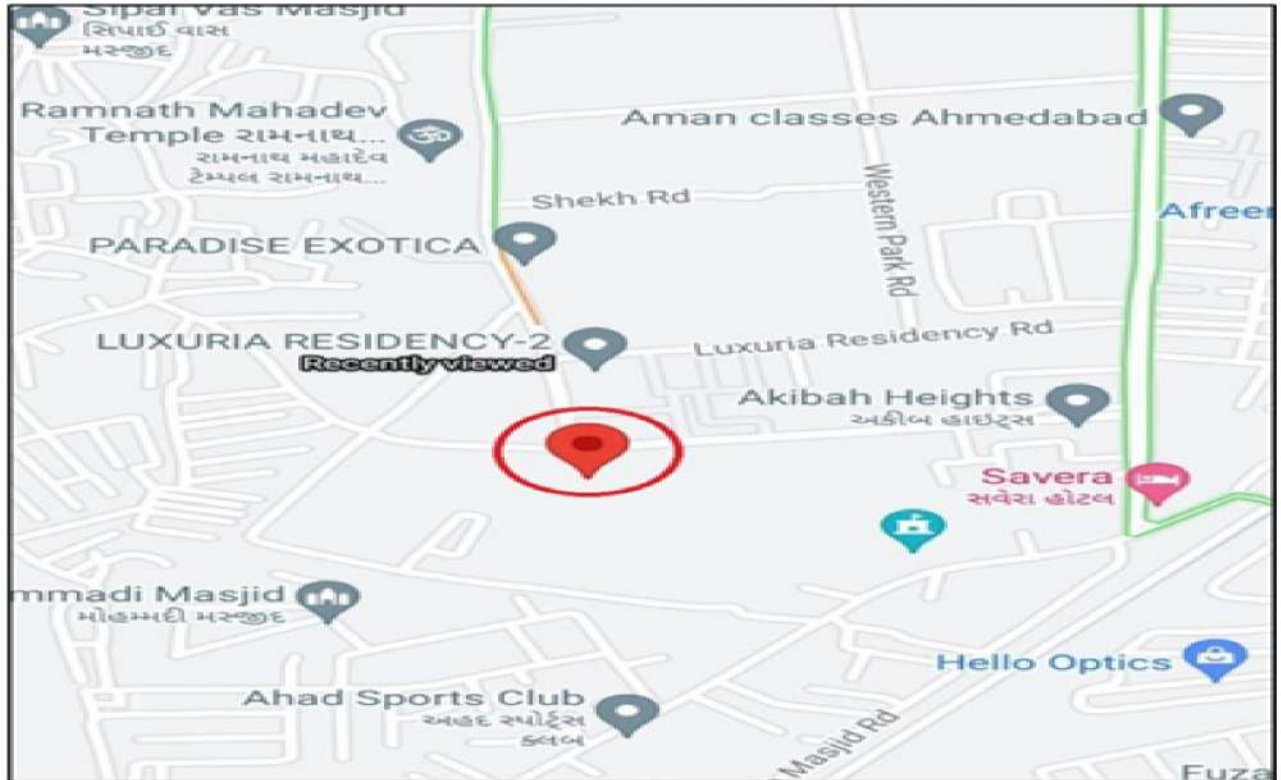 Sipai Vas Masjid
સિપાઈ વાસ
મસ્જીદ
Ramnath Mahadev
Temple રામનાથ...
રામનાથ મહાદેવ
ટેમ્પલ રામનાથ...
Aman classes Ahmedabad
Shekh Rd
Western Park Rd
Afreen
PARADISE EXOTICA
LUXURIA RESIDENCY-2
Recently viewed
Luxuria Residency Rd
Akibah Heights
અકીબ હાઇટ્સ
Savera
સવેરા હોટલ
mmadi Masjid
મોહમ્મદી મસ્જીદ
Hello Optics
Ahad Sports Club
અહદ સ્પોર્ટ્સ
ક્લબ
Masjid Rd
Fuza